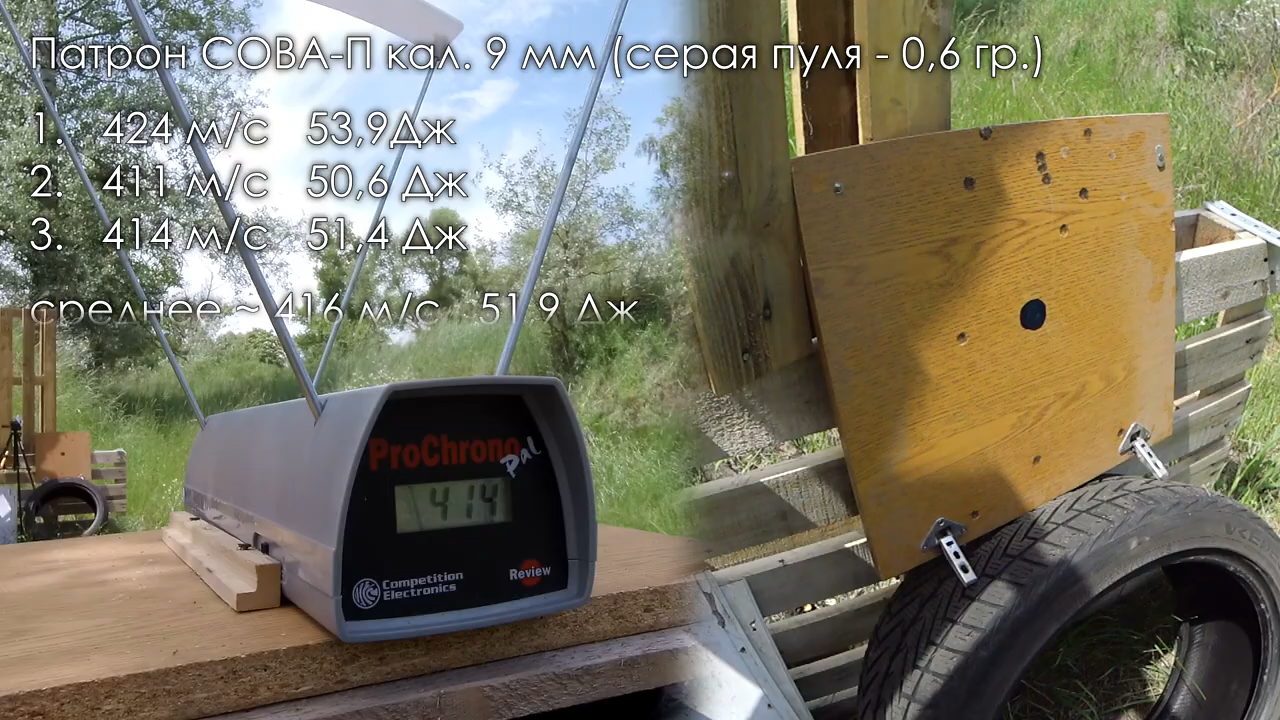 Патрон СОВА-П кал. 9 мм (серая пуля - 0,6 гр.)
1. 424 м/с 53,9Дж
2. 411 м/с 50,6 Дж
3. 414 м/с 51,4 Дж
среднее ~ 416 м/с 51,9 Дж
ProChrono
Pal
414
Competition
Electronics
Review